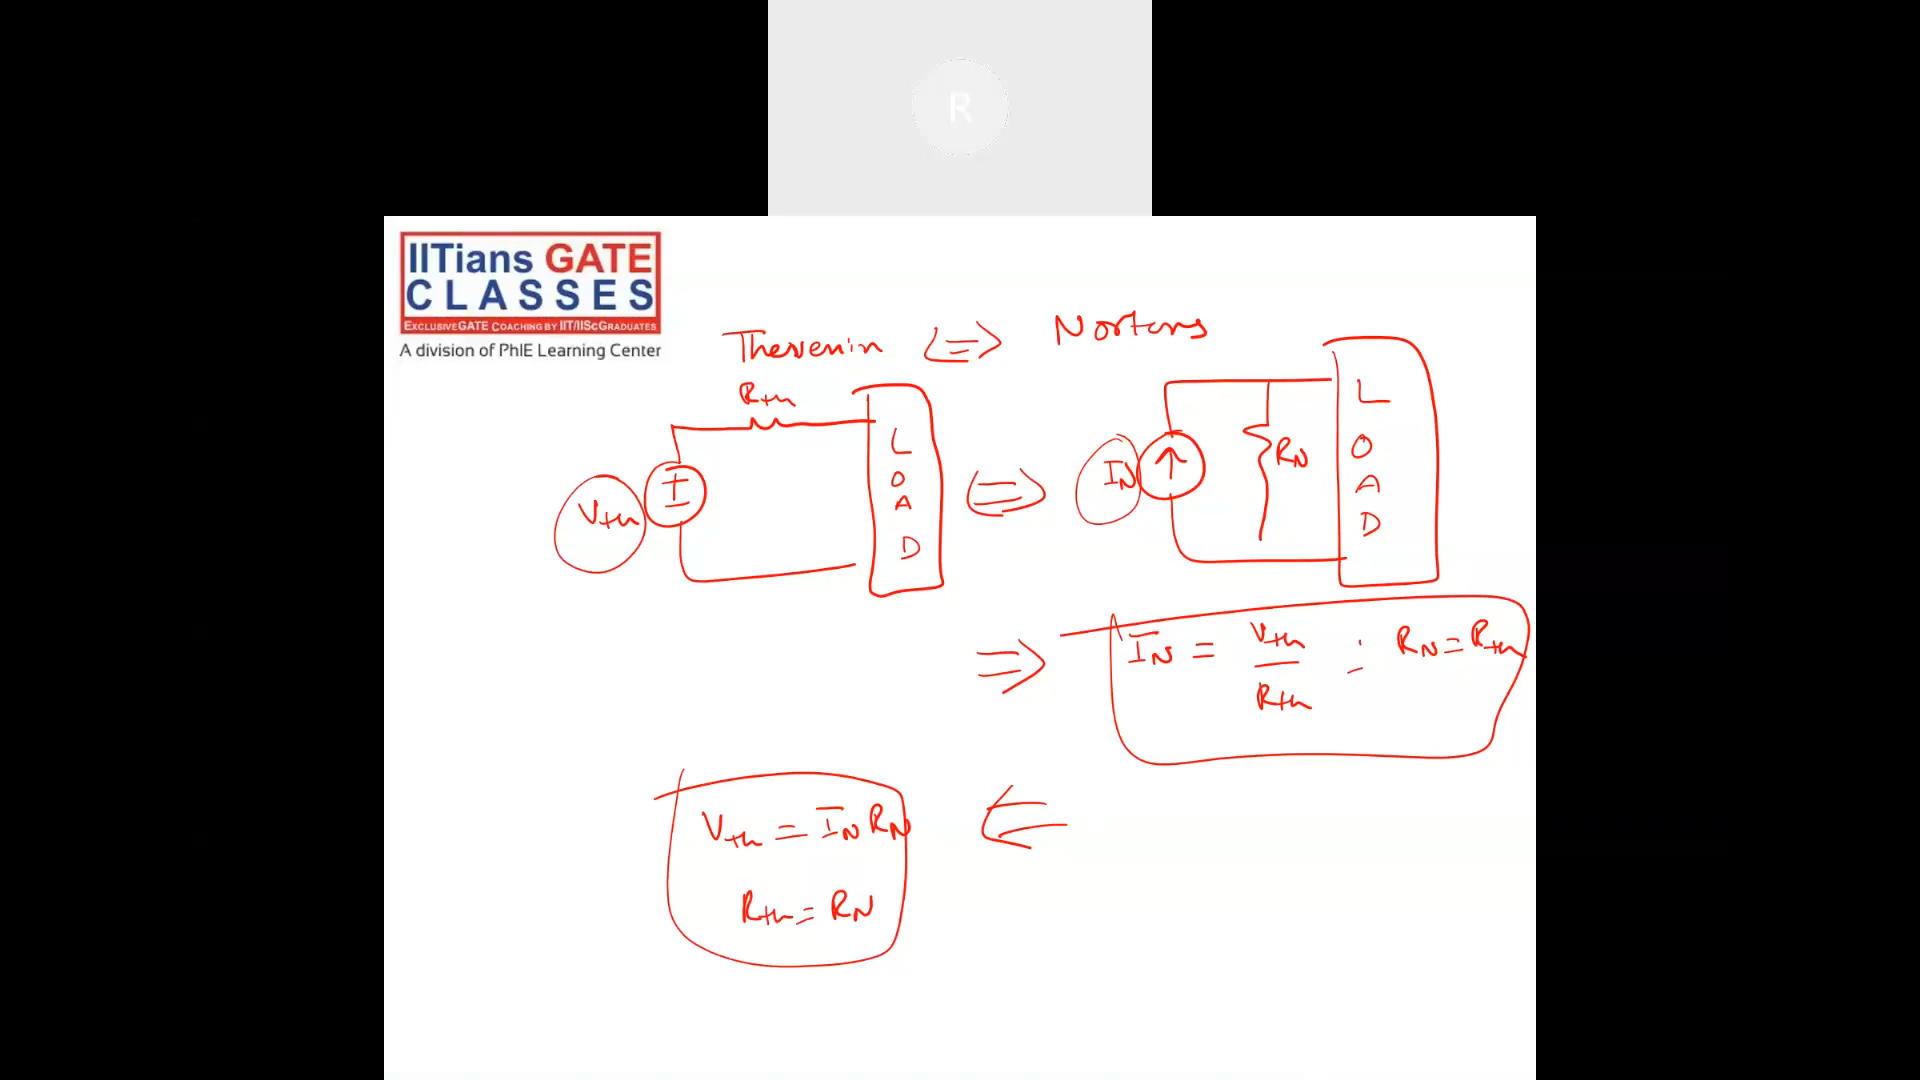 R
IITians GATE
CLASSES
EXCLUSIVE GATE COACHING BY IIT/IISc GRADUATES
A division of PhIE Learning Center
Thevenin ⇔ Nortons
Rth
Vth
+
-
L
O
A
D
⇔
IN
↑
RN
L
O
A
D
⇒ IN = Vth / Rth ; RN = Rth
Vth = IN RN ⇐
Rth = RN